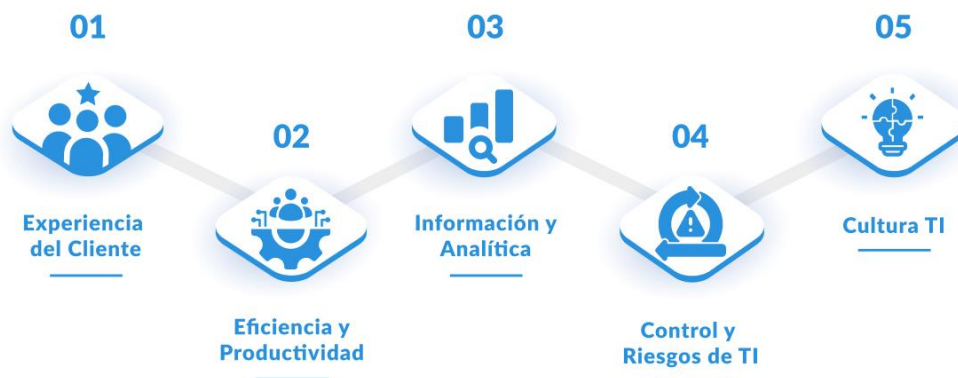 01
Experiencia
del Cliente
02
Eficiencia y
Productividad
03
Información y
Analítica
04
Control y
Riesgos de TI
05
Cultura TI